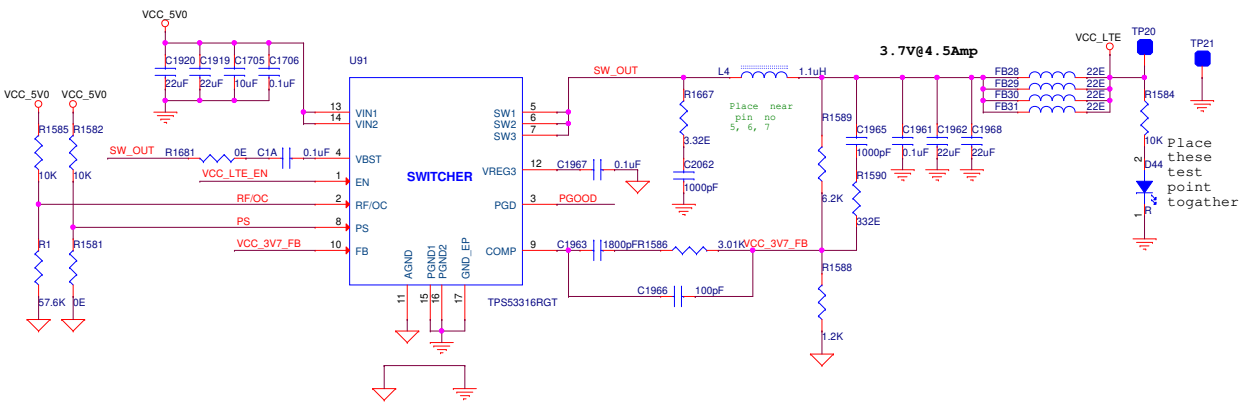 VCC_5V0
3.7V@4.5Amp
VCC_LTE
TP20
TP21
U91
C1920
C1919
C1705
C1706
22uF
22uF
10uF
0.1uF
SW_OUT
L4
1.1uH
FB28
22E
FB29
22E
FB30
22E
FB31
22E
VCC_5V0
VCC_5V0
R1585
R1582
10K
10K
13
VIN1
14
VIN2
SW1
5
SW2
6
SW3
7
R1667
3.32E
Place near
pin no
5, 6, 7
R1589
6.2K
C1965
1000pF
C1961
0.1uF
C1962
22uF
C1968
22uF
R1584
10K
SW_OUT
R1681
0E
C1A
0.1uF
4
VBST
VCC_LTE_EN
1
EN
SWITCHER
VREG3
12
C1967
0.1uF
C2062
1000pF
R1590
332E
2
D44
1
R
Place
these
test
point
togather
RF/OC
2
RF/OC
PGD
3
PGOOD
PS
8
PS
VCC_3V7_FB
10
FB
COMP
9
C1963
1800pF
R1586
3.01K
VCC_3V7_FB
R1
57.6K
R1581
0E
AGND
PGND1
PGND2
GND_EP
11
15
16
17
TPS53316RGT
C1966
100pF
R1588
1.2K